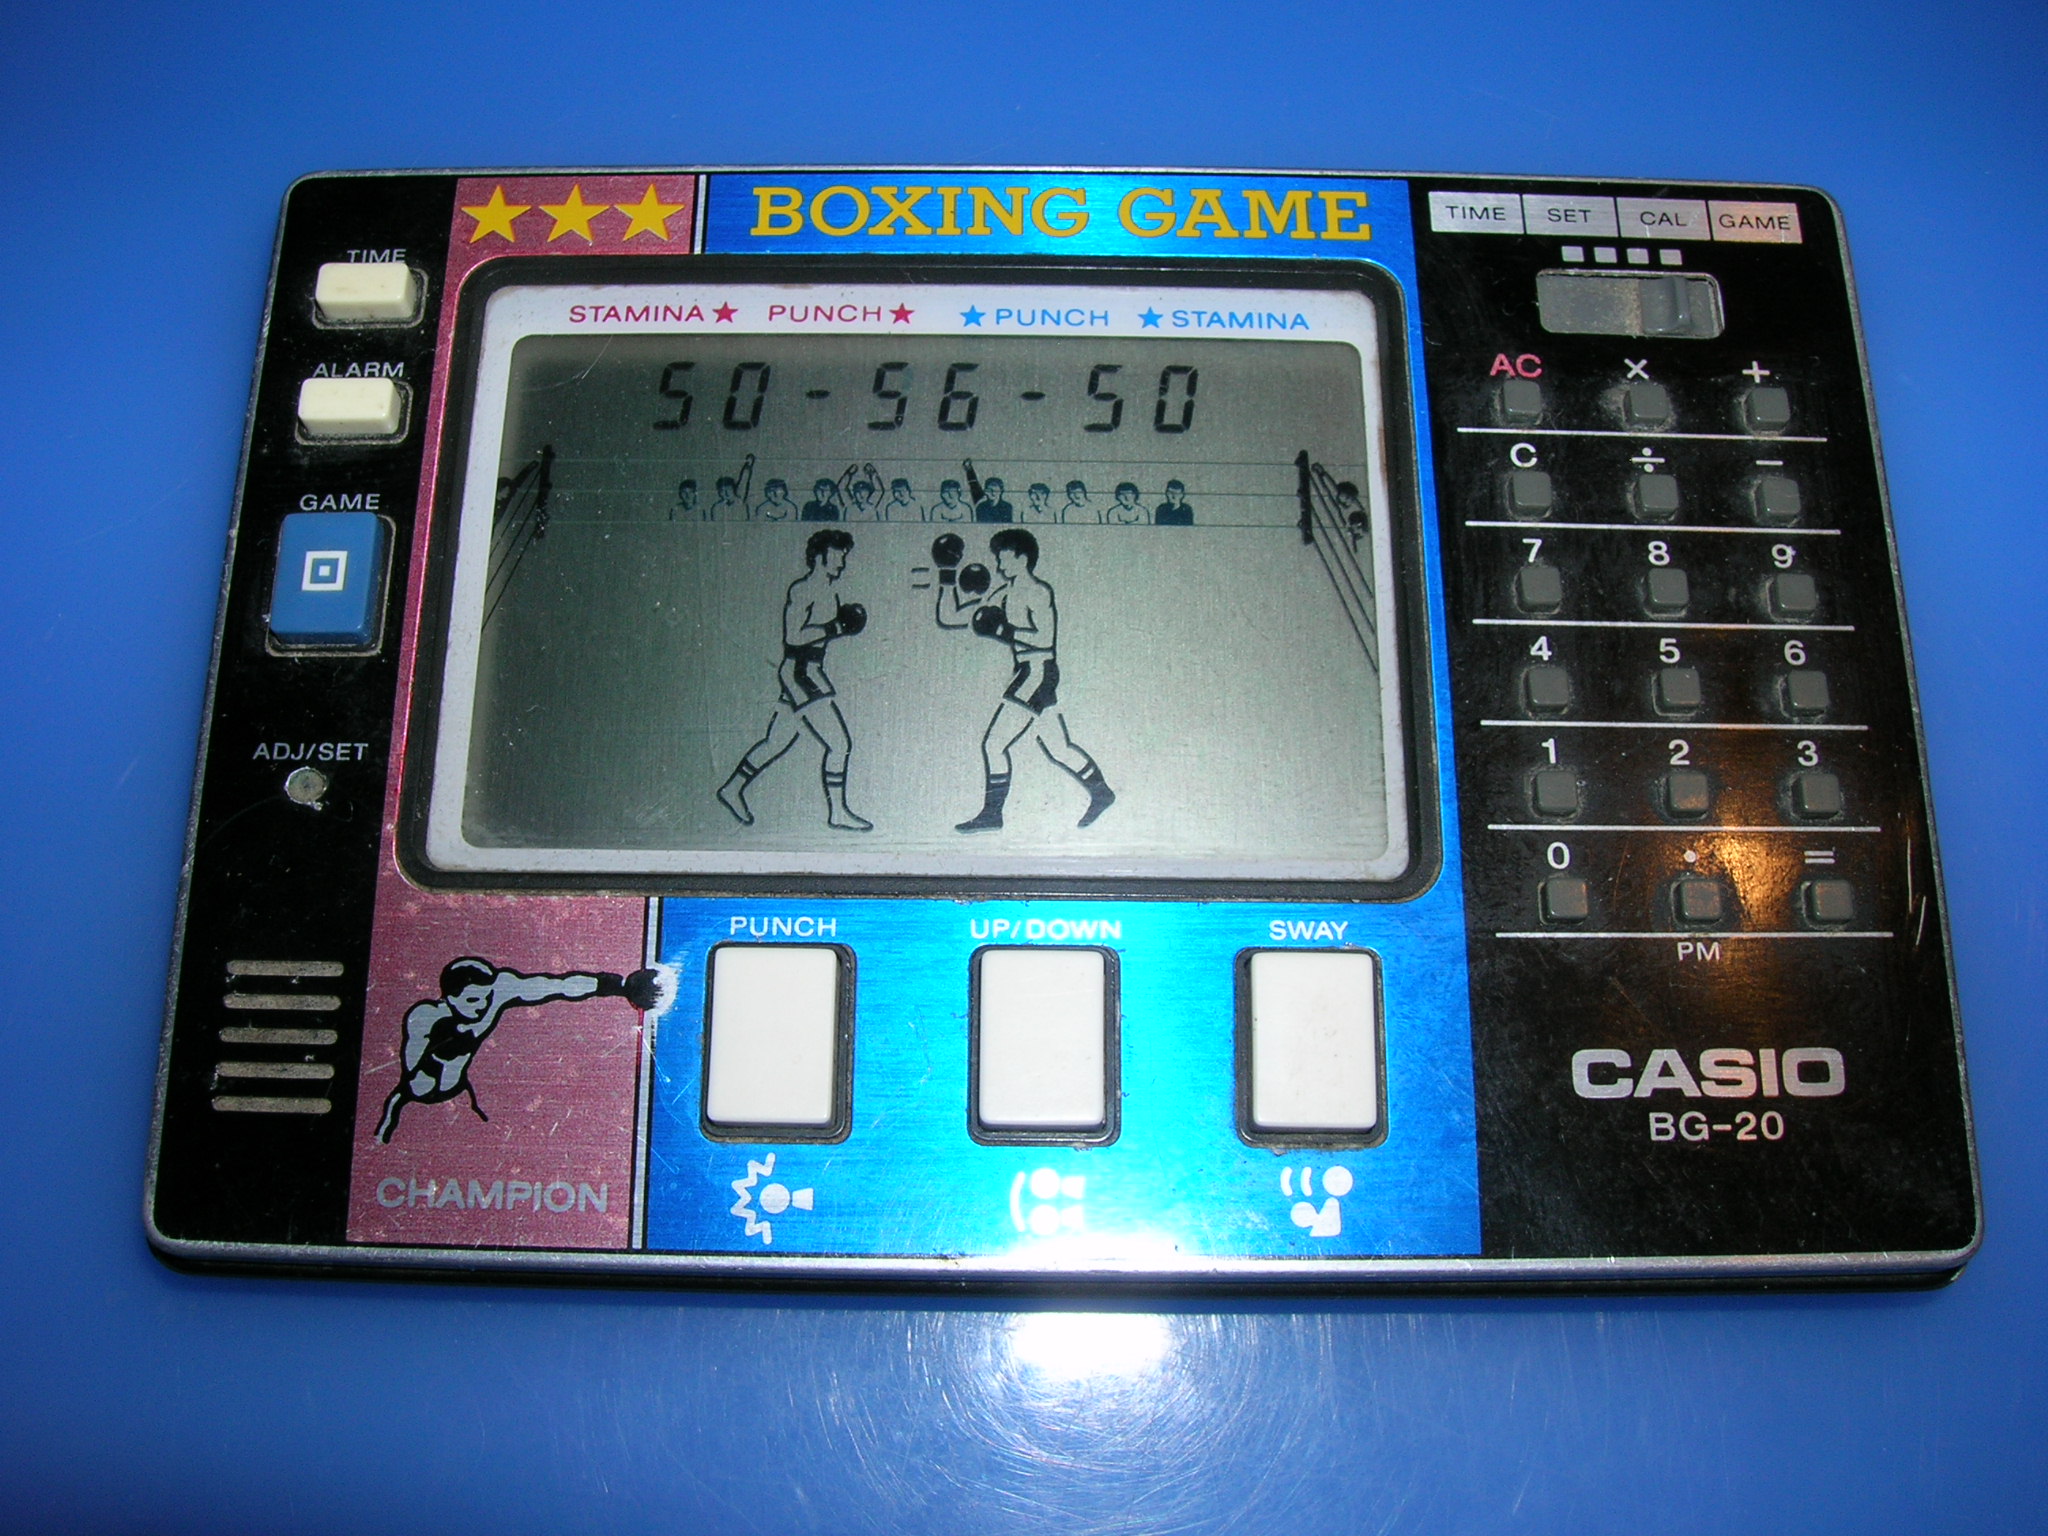 BOXING GAME
TIME SET CAL GAME
TIME
STAMINA★ PUNCH★ ★PUNCH ★STAMINA
50-56-50
ALARM
AC × +
C ÷ −
GAME
7 8 9
4 5 6
ADJ/SET
1 2 3
0 . =
PUNCH UP/DOWN SWAY
PM
CASIO
BG-20
CHAMPION